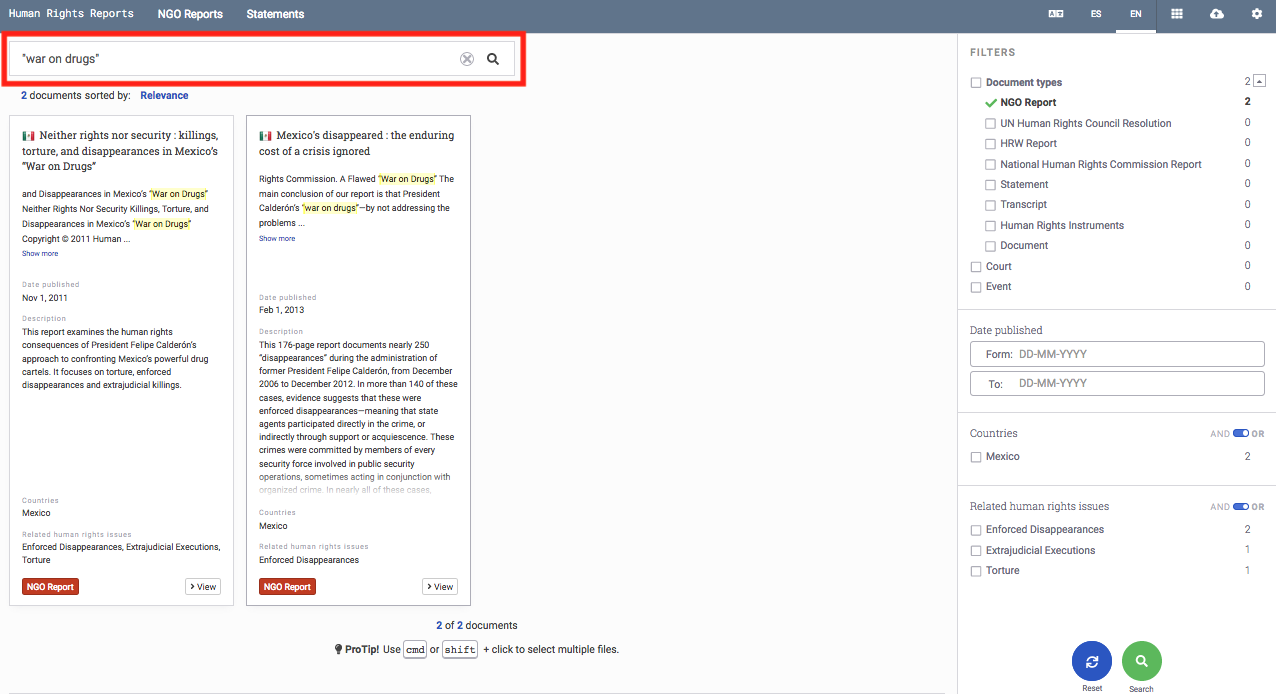 Human Rights Reports NGO Reports Statements ES EN
"war on drugs"
2 documents sorted by: Relevance
Neither rights nor security : killings,
torture, and disappearances in Mexico's
"War on Drugs"
and Disappearances in Mexico's "War on Drugs"
Neither Rights Nor Security Killings, Torture, and
Disappearances in Mexico's "War on Drugs"
Copyright © 2011 Human ...
Show more
Date published
Nov 1, 2011
Description
This report examines the human rights
consequences of President Felipe Calderón's
approach to confronting Mexico's powerful drug
cartels. It focuses on torture, enforced
disappearances and extrajudicial killings.
Countries
Mexico
Related human rights issues
Enforced Disappearances, Extrajudicial Executions,
Torture
NGO Report > View
Mexico's disappeared : the enduring
cost of a crisis ignored
Rights Commission. A Flawed "War on Drugs" The
main conclusion of our report is that President
Calderón's "war on drugs"—by not addressing the
problems ...
Show more
Date published
Feb 1, 2013
Description
This 176-page report documents nearly 250
"disappearances" during the administration of
former President Felipe Calderón, from December
2006 to December 2012. In more than 140 of these
cases, evidence suggests that these were
enforced disappearances—meaning that state
agents participated directly in the crime, or
indirectly through support or acquiescence. These
crimes were committed by members of every
security force involved in public security
operations, sometimes acting in conjunction with
organized crime. In nearly all of these cases,
Countries
Mexico
Related human rights issues
Enforced Disappearances
NGO Report > View
2 of 2 documents
ProTip! Use cmd or shift + click to select multiple files.
FILTERS
Document types 2
NGO Report 2
UN Human Rights Council Resolution 0
HRW Report 0
National Human Rights Commission Report 0
Statement 0
Transcript 0
Human Rights Instruments 0
Document 0
Court 0
Event 0
Date published
Form: DD-MM-YYYY
To: DD-MM-YYYY
Countries AND OR
Mexico 2
Related human rights issues AND OR
Enforced Disappearances 2
Extrajudicial Executions 1
Torture 1
Reset Search